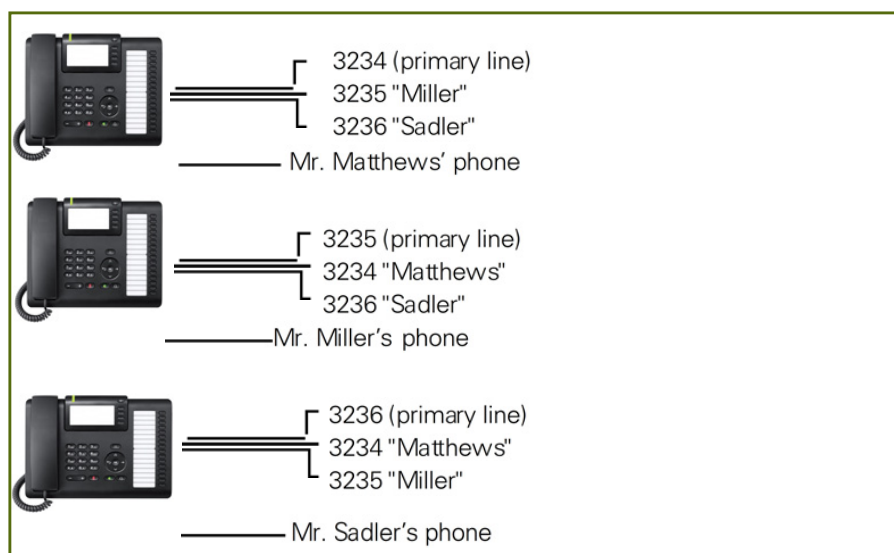 3234 (primary line)
3235 "Miller"
3236 "Sadler"
Mr. Matthews' phone
3235 (primary line)
3234 "Matthews"
3236 "Sadler"
Mr. Miller's phone
3236 (primary line)
3234 "Matthews"
3235 "Miller"
Mr. Sadler's phone